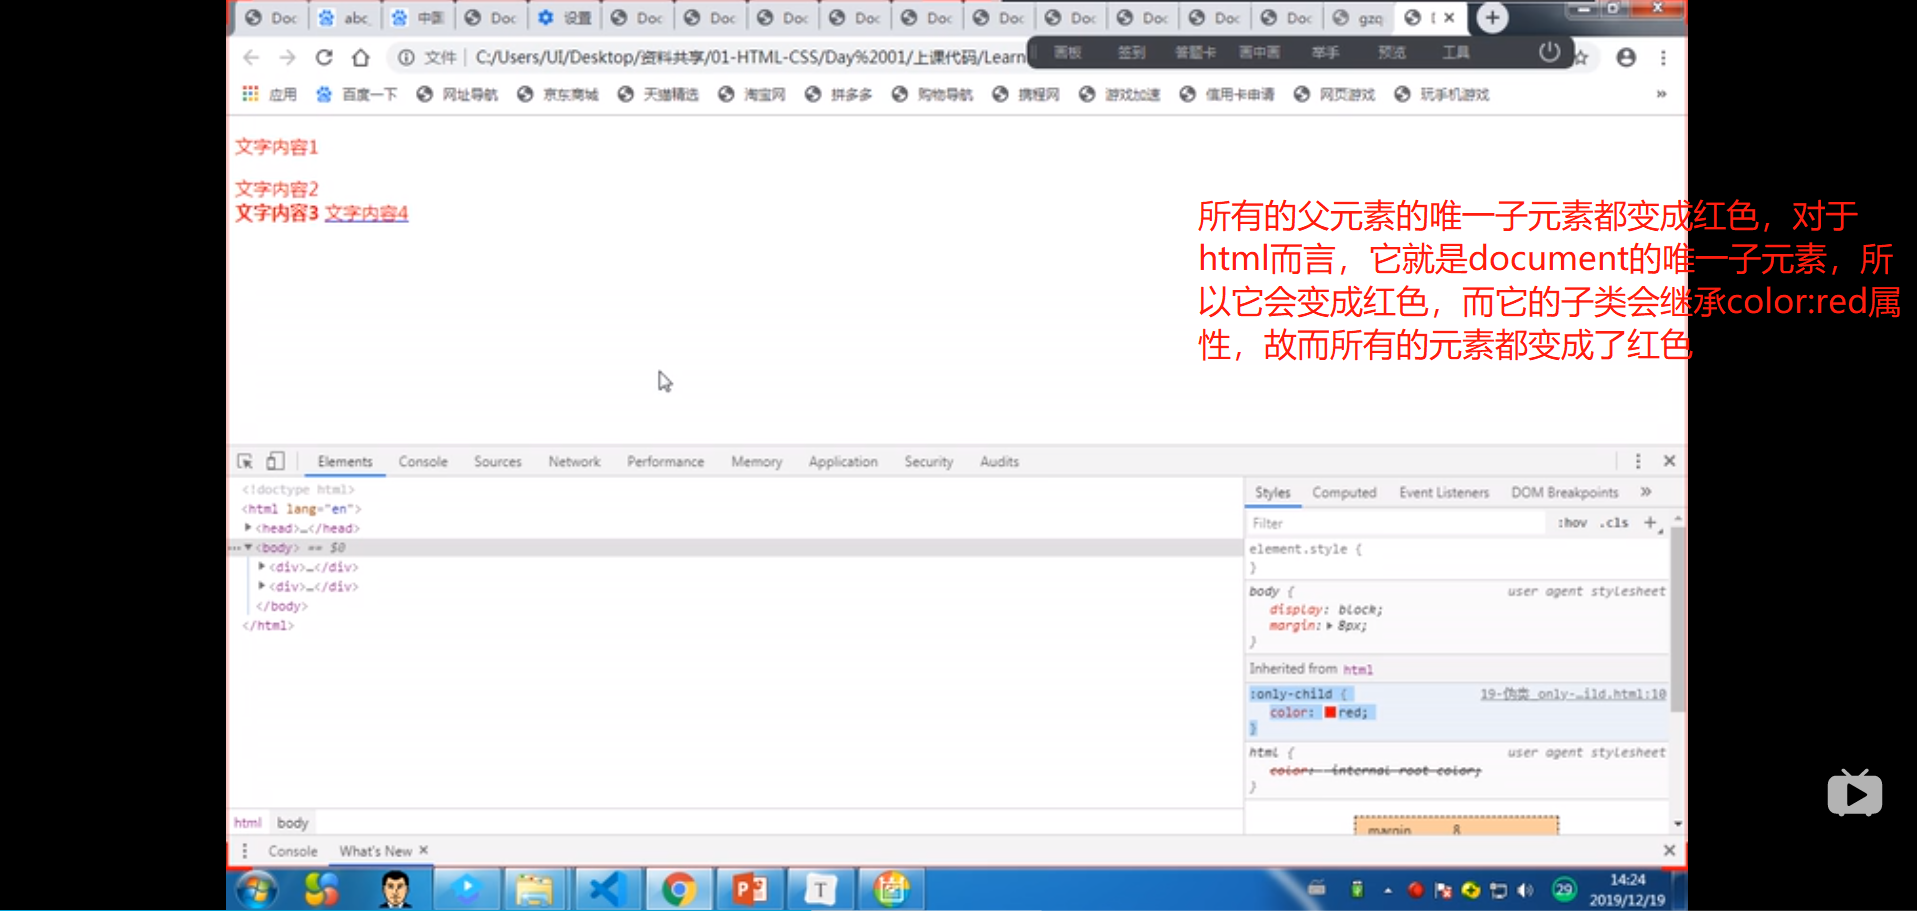 Doc
abc_
中国
Doc
设置
Doc
Doc
Doc
Doc
Doc
Doc
Doc
Doc
Doc
Doc
gzq
文件 | C:/Users/UI/Desktop/资料共享/01-HTML-CSS/Day%2001/上课代码/Learn
画板 签到 答题卡 画中画 举手 预览 工具
应用 百度一下 网址导航 京东商城 天猫精选 淘宝网 拼多多 购物导航 携程网 游戏加速 信用卡申请 网页游戏 玩手机游戏 »
文字内容1
文字内容2
文字内容3 文字内容4
所有的父元素的唯一子元素都变成红色，对于
html而言，它就是document的唯一子元素，所
以它会变成红色，而它的子类会继承color:red属
性，故而所有的元素都变成了红色
Elements Console Sources Network Performance Memory Application Security Audits
<!doctype html>
<html lang="en">
<head>…</head>
<body> == $0
<div>…</div>
<div>…</div>
</body>
</html>
html body
Styles Computed Event Listeners DOM Breakpoints »
Filter :hov .cls +
element.style {
}
body { user agent stylesheet
display: block;
margin: 8px;
}
Inherited from html
:only-child { 19-伪类_only-…ild.html:10
color: red;
}
html { user agent stylesheet
color: -internal-root-color;
}
margin 8
Console What's New
29
14:24
2019/12/19